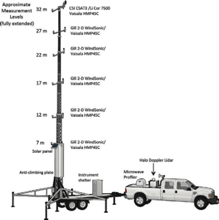 Approximate
Measurement
Levels
(fully extended)
32 m
CSI CSAT3 /Li Cor 7500
Vaisala HMP45C
27 m
Gill 2-D WindSonic/
Vaisala HMP45C
22 m
Gill 2-D WindSonic/
Vaisala HMP45C
17 m
Gill 2-D WindSonic/
Vaisala HMP45C
12 m
Gill 2-D WindSonic/
Vaisala HMP45C
7 m
Gill 2-D WindSonic/
Vaisala HMP45C
Solar panel
Halo Doppler Lidar
Microwave
Profiler
Anti-climbing plate
Instrument
shelter